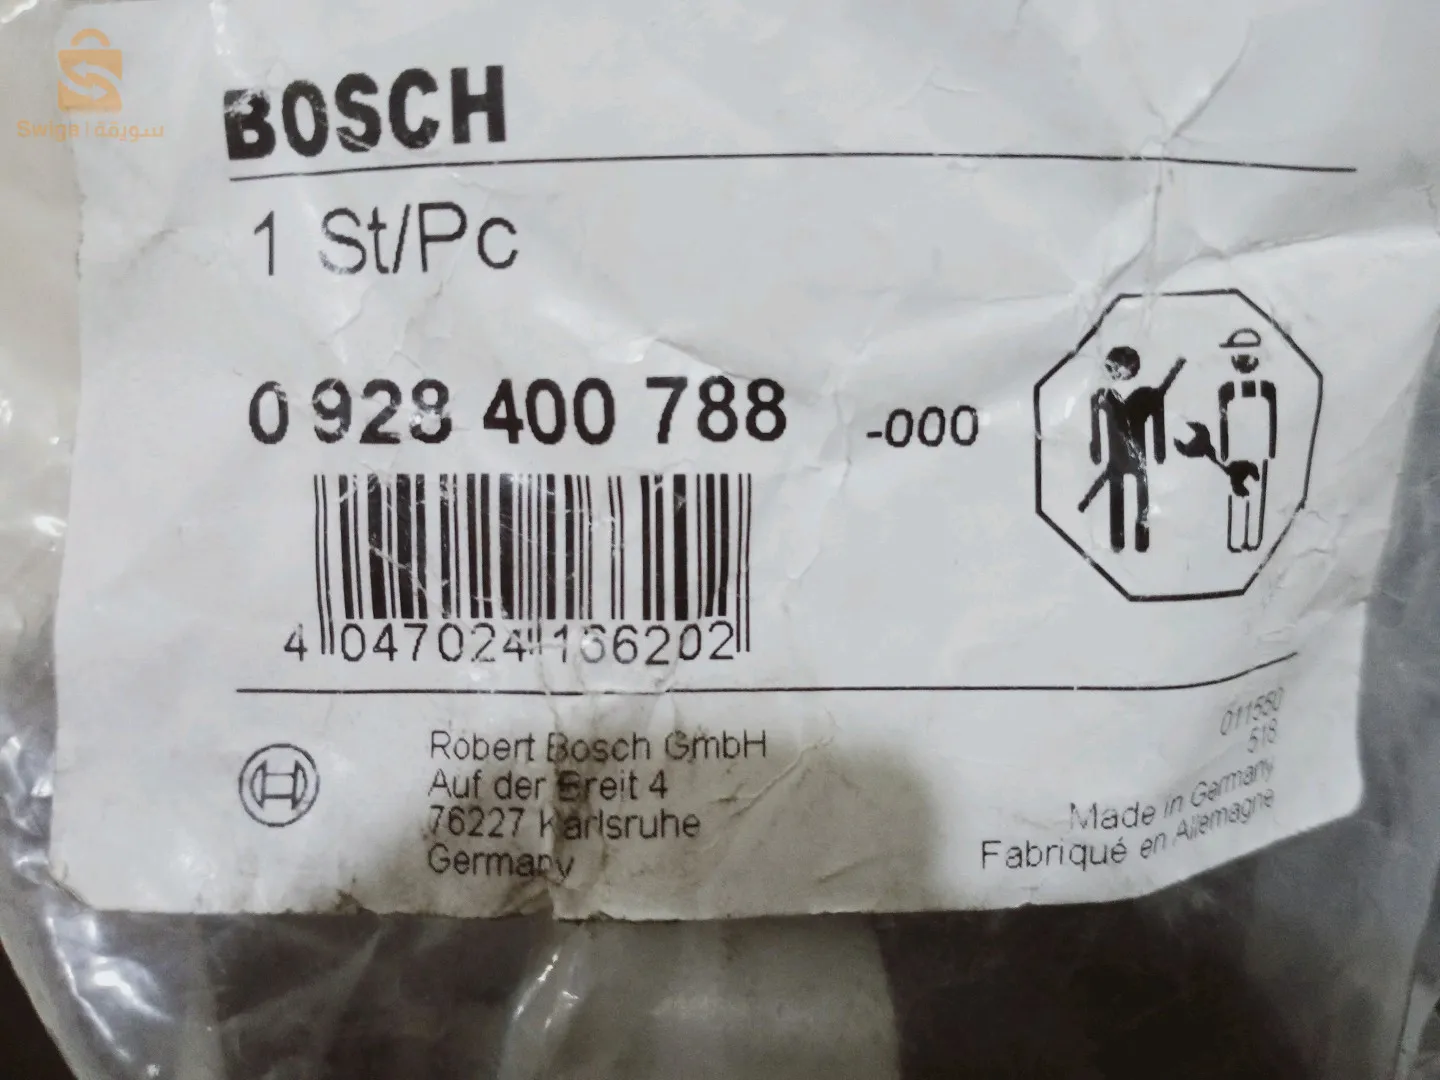 Swiga | سويقة
BOSCH
1 St/Pc
0 928 400 788 -000
4 047024 166202
Robert Bosch GmbH
Auf der Breit 4
76227 Karlsruhe
Germany
011550
518
Made in Germany
Fabriqué en Allemagne